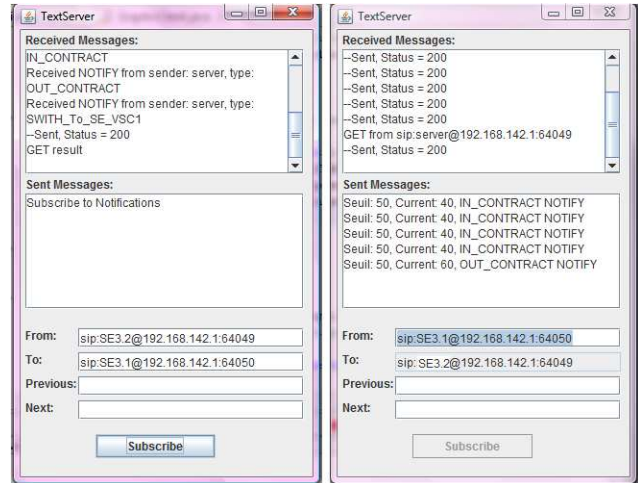 TextServer
Received Messages:
IN_CONTRACT
Received NOTIFY from sender: server, type:
OUT_CONTRACT
Received NOTIFY from sender: server, type:
SWITH_To_SE_VSC1
--Sent, Status = 200
GET result
Sent Messages:
Subscribe to Notifications
From: sip:SE3.2@192.168.142.1:64049
To: sip:SE3.1@192.168.142.1:64050
Previous:
Next:
Subscribe
TextServer
Received Messages:
--Sent, Status = 200
--Sent, Status = 200
--Sent, Status = 200
--Sent, Status = 200
--Sent, Status = 200
GET from sip:server@192.168.142.1:64049
--Sent, Status = 200
Sent Messages:
Seuil: 50, Current: 40, IN_CONTRACT NOTIFY
Seuil: 50, Current: 40, IN_CONTRACT NOTIFY
Seuil: 50, Current: 40, IN_CONTRACT NOTIFY
Seuil: 50, Current: 40, IN_CONTRACT NOTIFY
Seuil: 50, Current: 60, OUT_CONTRACT NOTIFY
From: sip:SE3.1@192.168.142.1:64050
To: sip:SE3.2@192.168.142.1:64049
Previous:
Next:
Subscribe